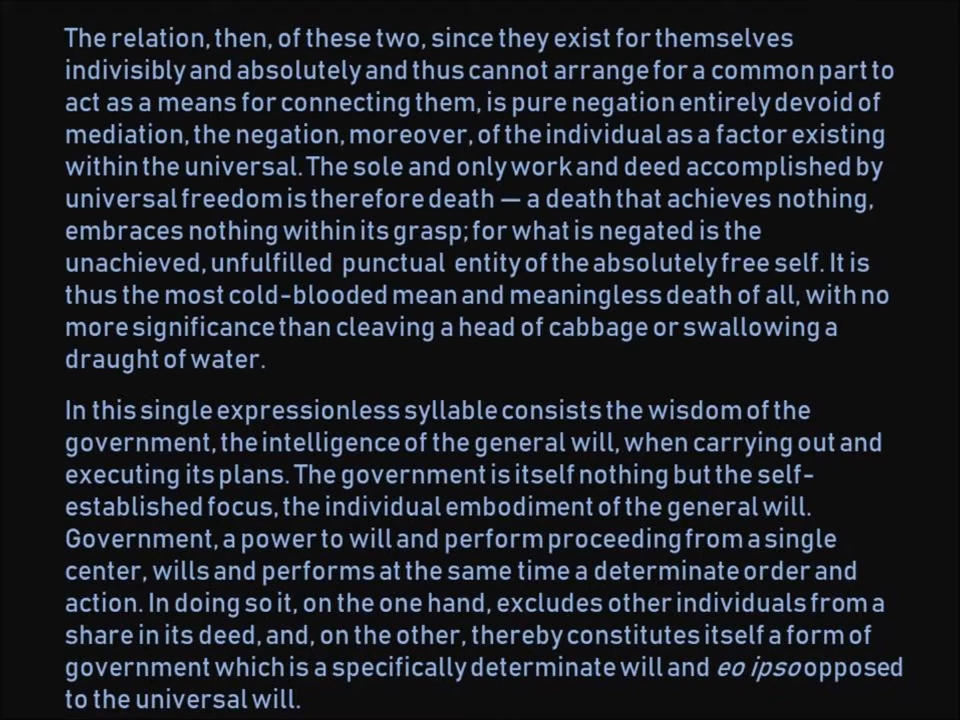 The relation, then, of these two, since they exist for themselves
indivisibly and absolutely and thus cannot arrange for a common part to
act as a means for connecting them, is pure negation entirely devoid of
mediation, the negation, moreover, of the individual as a factor existing
within the universal. The sole and only work and deed accomplished by
universal freedom is therefore death — a death that achieves nothing,
embraces nothing within its grasp; for what is negated is the
unachieved, unfulfilled punctual entity of the absolutely free self. It is
thus the most cold-blooded mean and meaningless death of all, with no
more significance than cleaving a head of cabbage or swallowing a
draught of water.
In this single expressionless syllable consists the wisdom of the
government, the intelligence of the general will, when carrying out and
executing its plans. The government is itself nothing but the self-
established focus, the individual embodiment of the general will.
Government, a power to will and perform proceeding from a single
center, wills and performs at the same time a determinate order and
action. In doing so it, on the one hand, excludes other individuals from a
share in its deed, and, on the other, thereby constitutes itself a form of
government which is a specifically determinate will and eo ipso opposed
to the universal will.